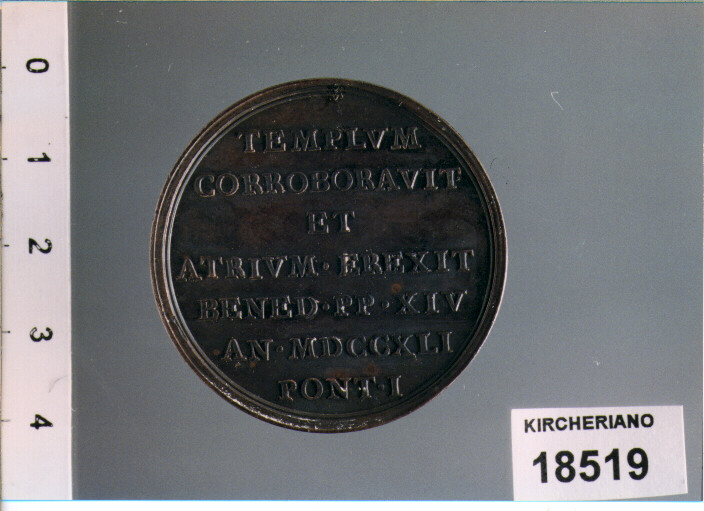 TEMPLVM
CORROBORAVIT
ET
ATRIVM · EREXIT
BENED · PP · XIV
AN · MDCCXLI
PONT · I
0
1
2
3
4
KIRCHERIANO
18519